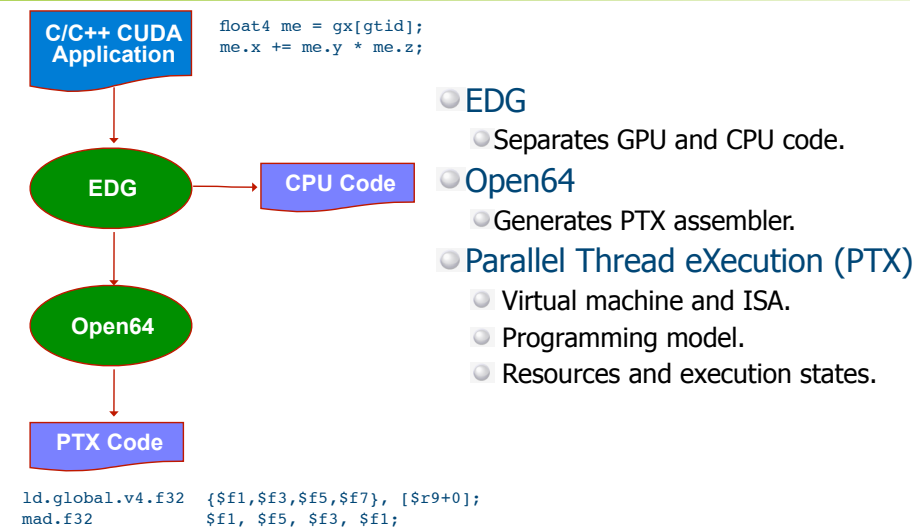 C/C++ CUDA
Application
float4 me = gx[gtid];
me.x += me.y * me.z;
EDG
CPU Code
Open64
PTX Code
ld.global.v4.f32 {$f1,$f3,$f5,$f7}, [$r9+0];
mad.f32 $f1, $f5, $f3, $f1;
EDG
Separates GPU and CPU code.
Open64
Generates PTX assembler.
Parallel Thread eXecution (PTX)
Virtual machine and ISA.
Programming model.
Resources and execution states.